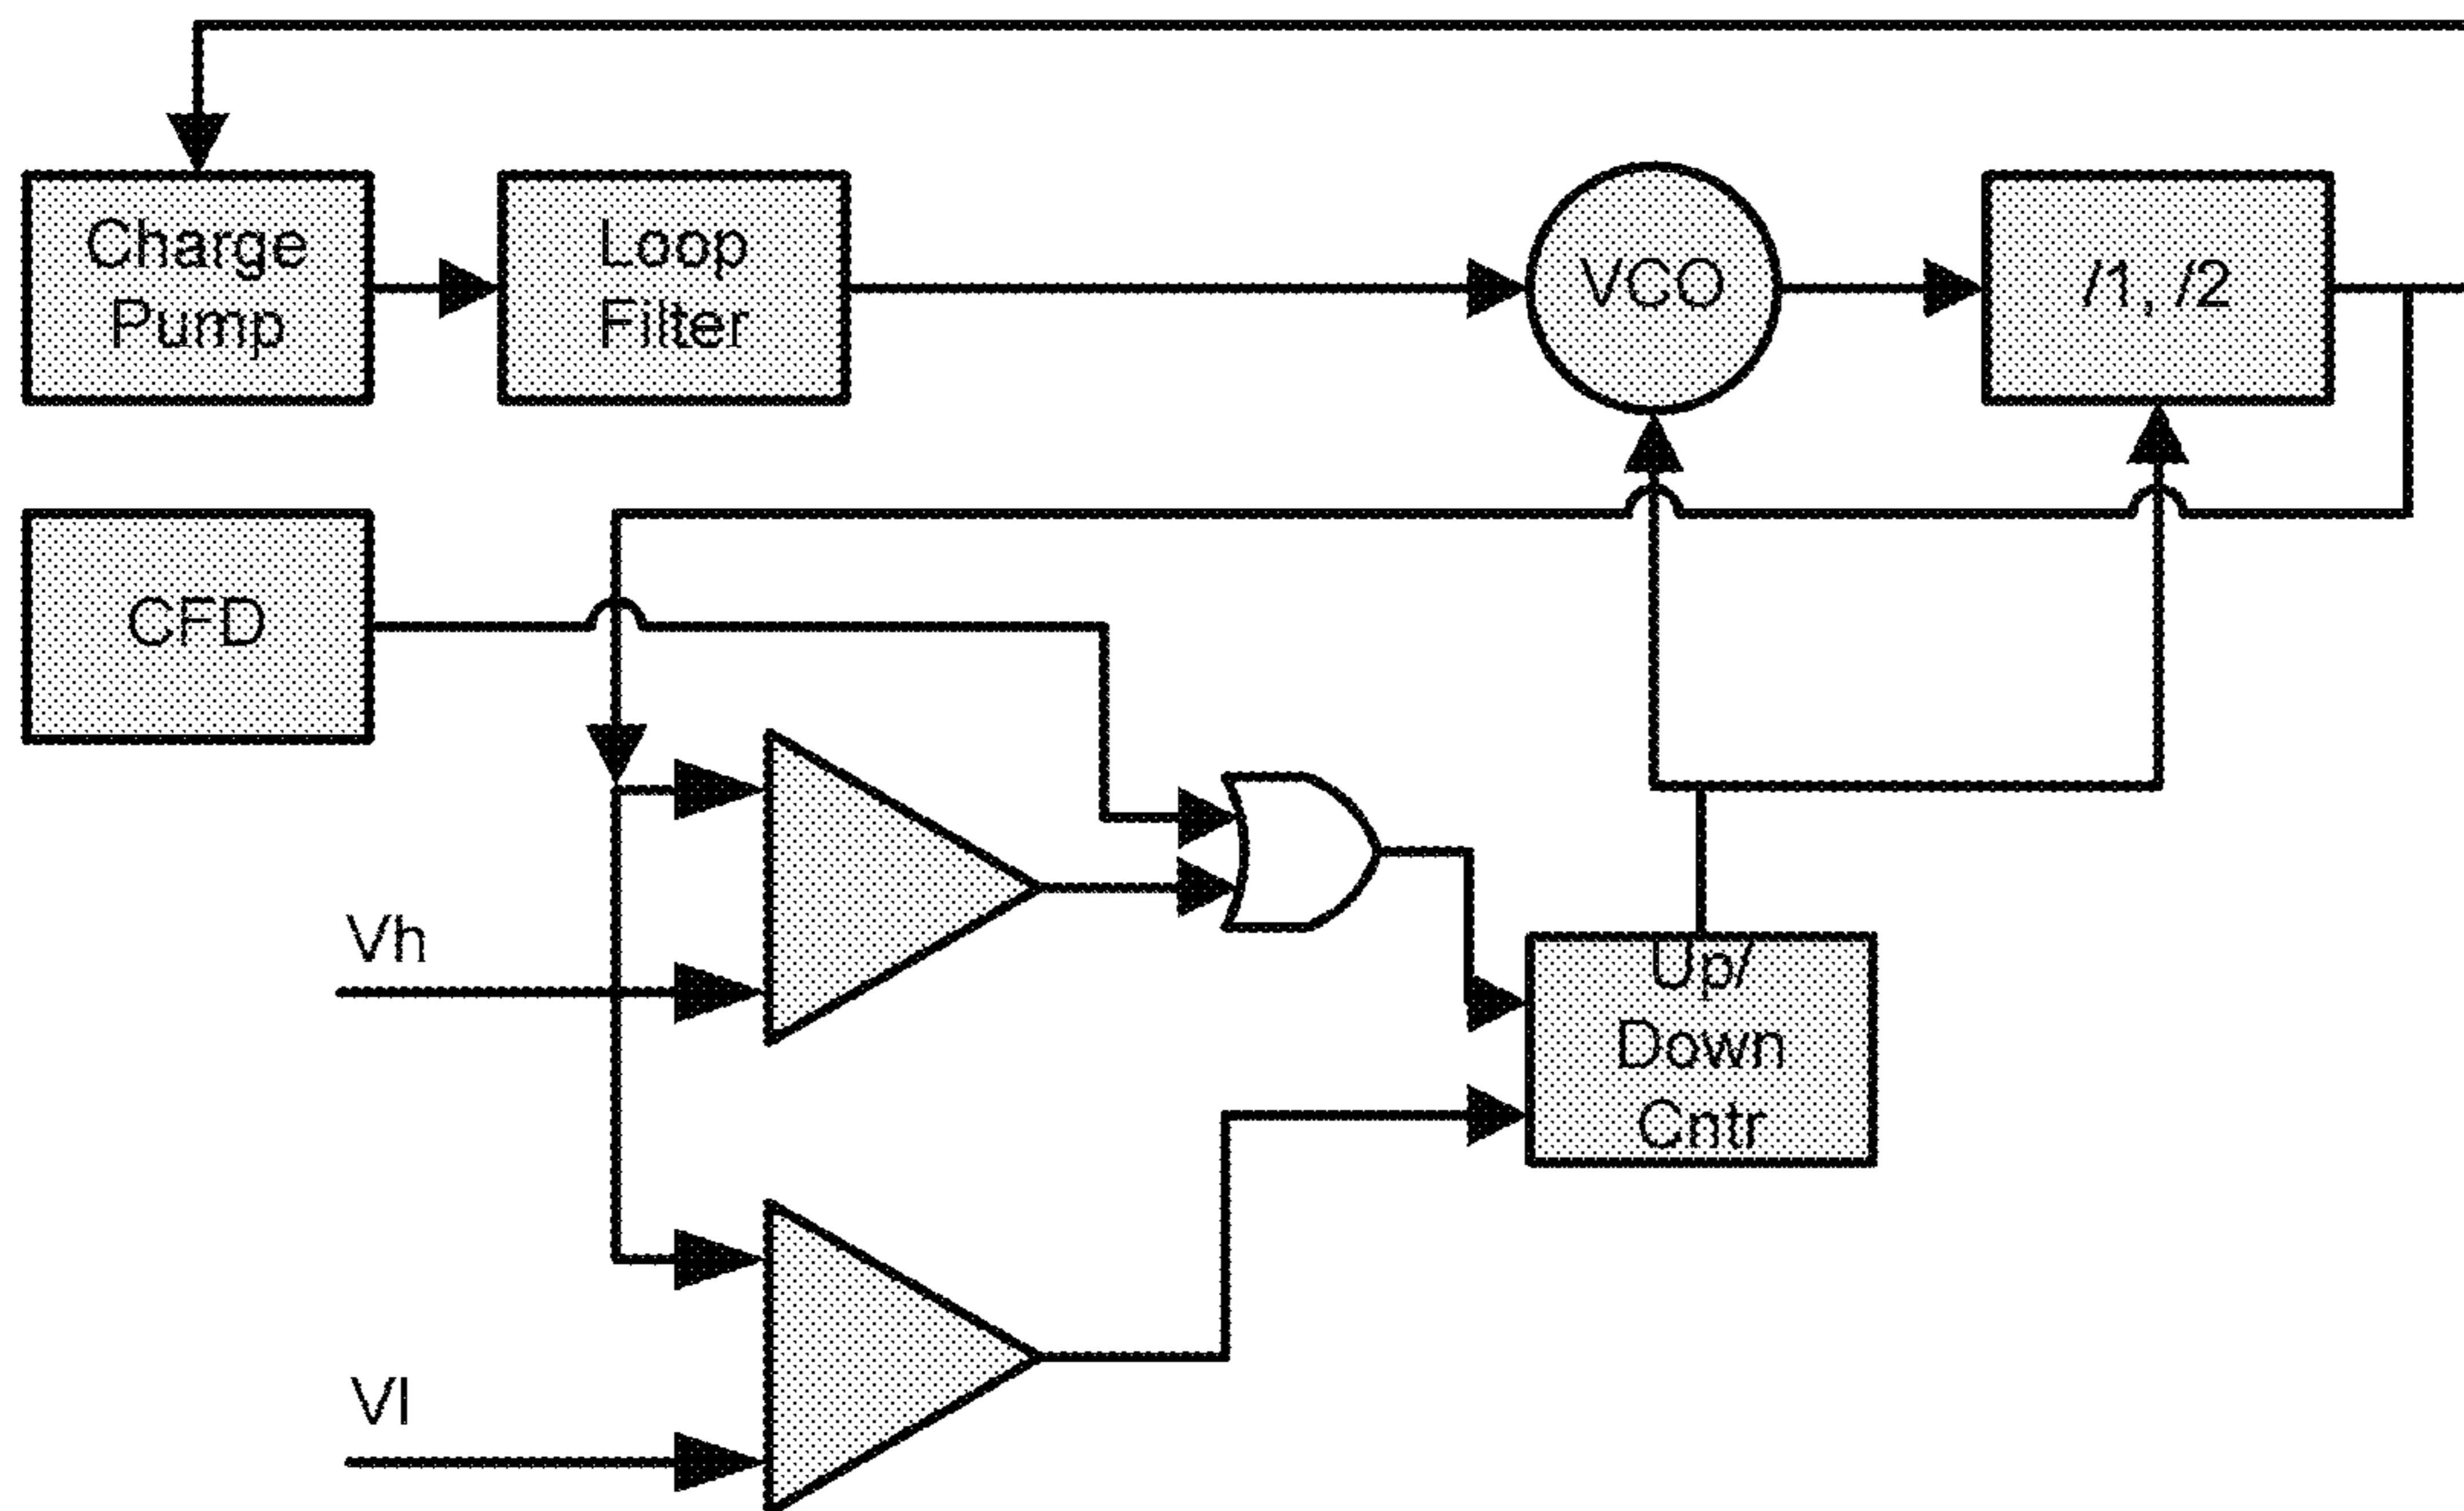 Charge
Pump
Loop
Filter
VCO
/1, /2
CFD
Vh
Up/
Down
Cntr
Vl